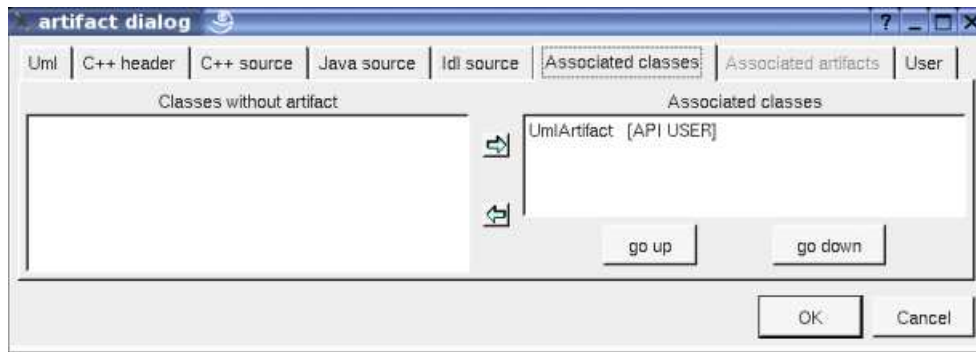 artifact dialog
?
Uml C++ header C++ source Java source Idl source Associated classes Associated artifacts User
Classes without artifact Associated classes
UmlArtifact [API USER]
go up go down
OK Cancel